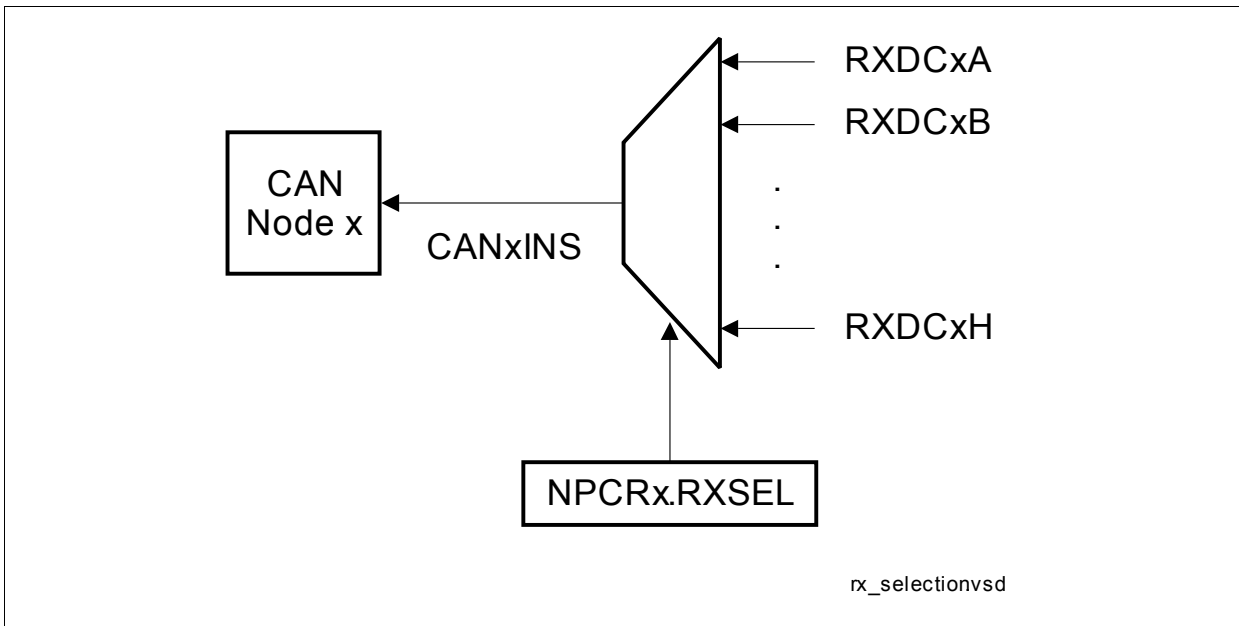 RXDCxA
RXDCxB
CAN
Node x
CANxINS
.
.
.
RXDCxH
NPCRx.RXSEL
rx_selectionvsd